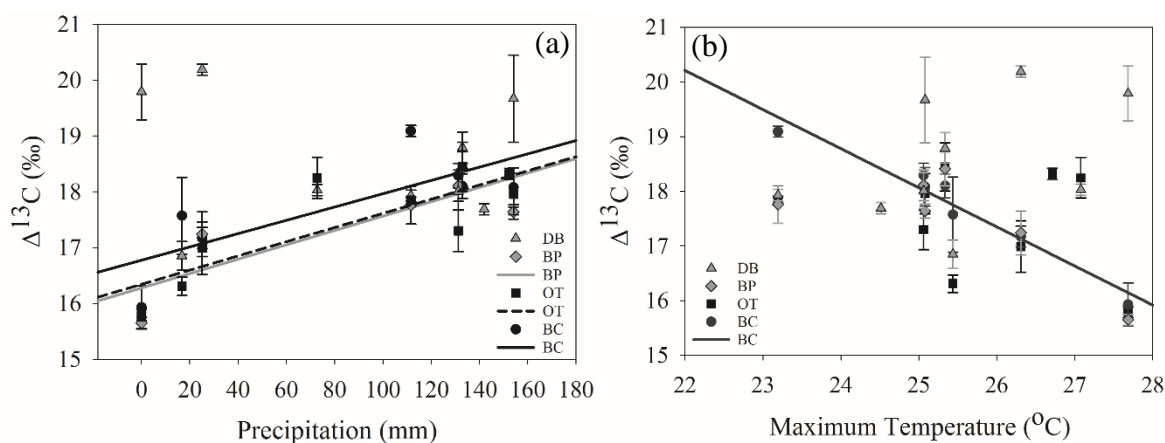 (a)
21
20
19
18
17
16
15
Δ13C (‰)
DB
BP
BP
OT
OT
BC
BC
0 20 40 60 80 100 120 140 160 180
Precipitation (mm)
(b)
21
20
19
18
17
16
15
Δ13C (‰)
DB
BP
OT
BC
BC
22 23 24 25 26 27 28
Maximum Temperature (OC)